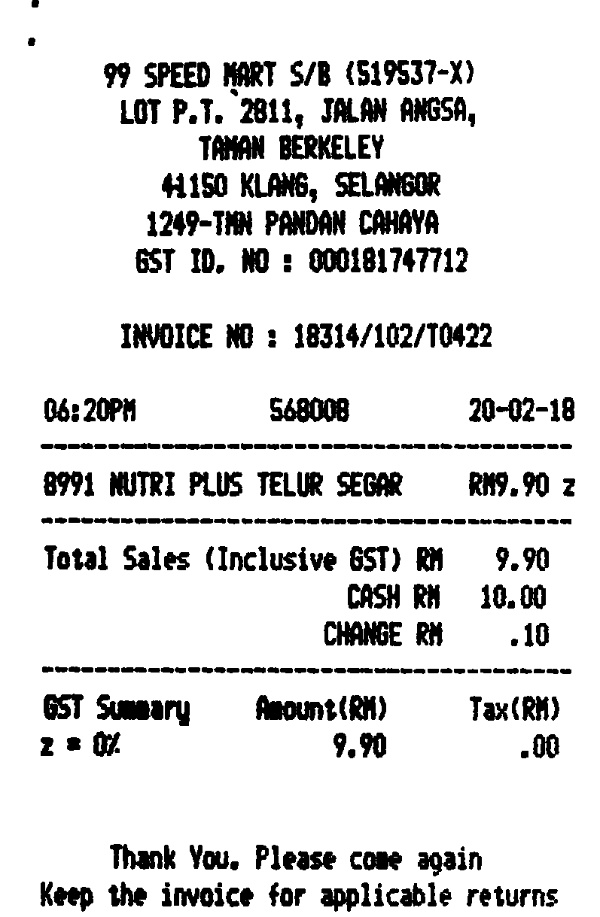 99 SPEED MART S/B (519537-X)
LOT P.T. 2811, JALAN ANGSA,
TAMAN BERKELEY
41150 KLANG, SELANGOR
1249-TMN PANDAN CAHAYA
GST ID. NO : 000181747712
INVOICE NO : 18314/102/T0422
06:20PM 568008 20-02-18
8991 NUTRI PLUS TELUR SEGAR RM9.90 z
Total Sales (Inclusive GST) RM 9.90
CASH RM 10.00
CHANGE RM .10
GST Summary Amount(RM) Tax(RM)
z = 0% 9.90 .00
Thank You. Please come again
Keep the invoice for applicable returns